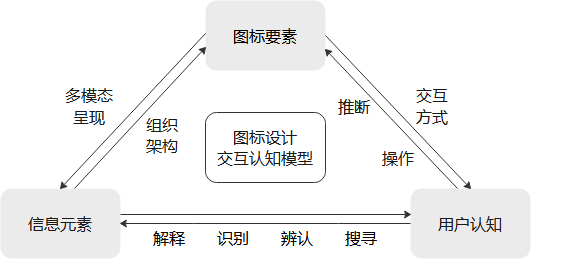 图标要素
多模态
呈现
组织
架构
图标设计
交互认知模型
推断
交互
方式
操作
信息元素
用户认知
解释 识别 辨认 搜寻